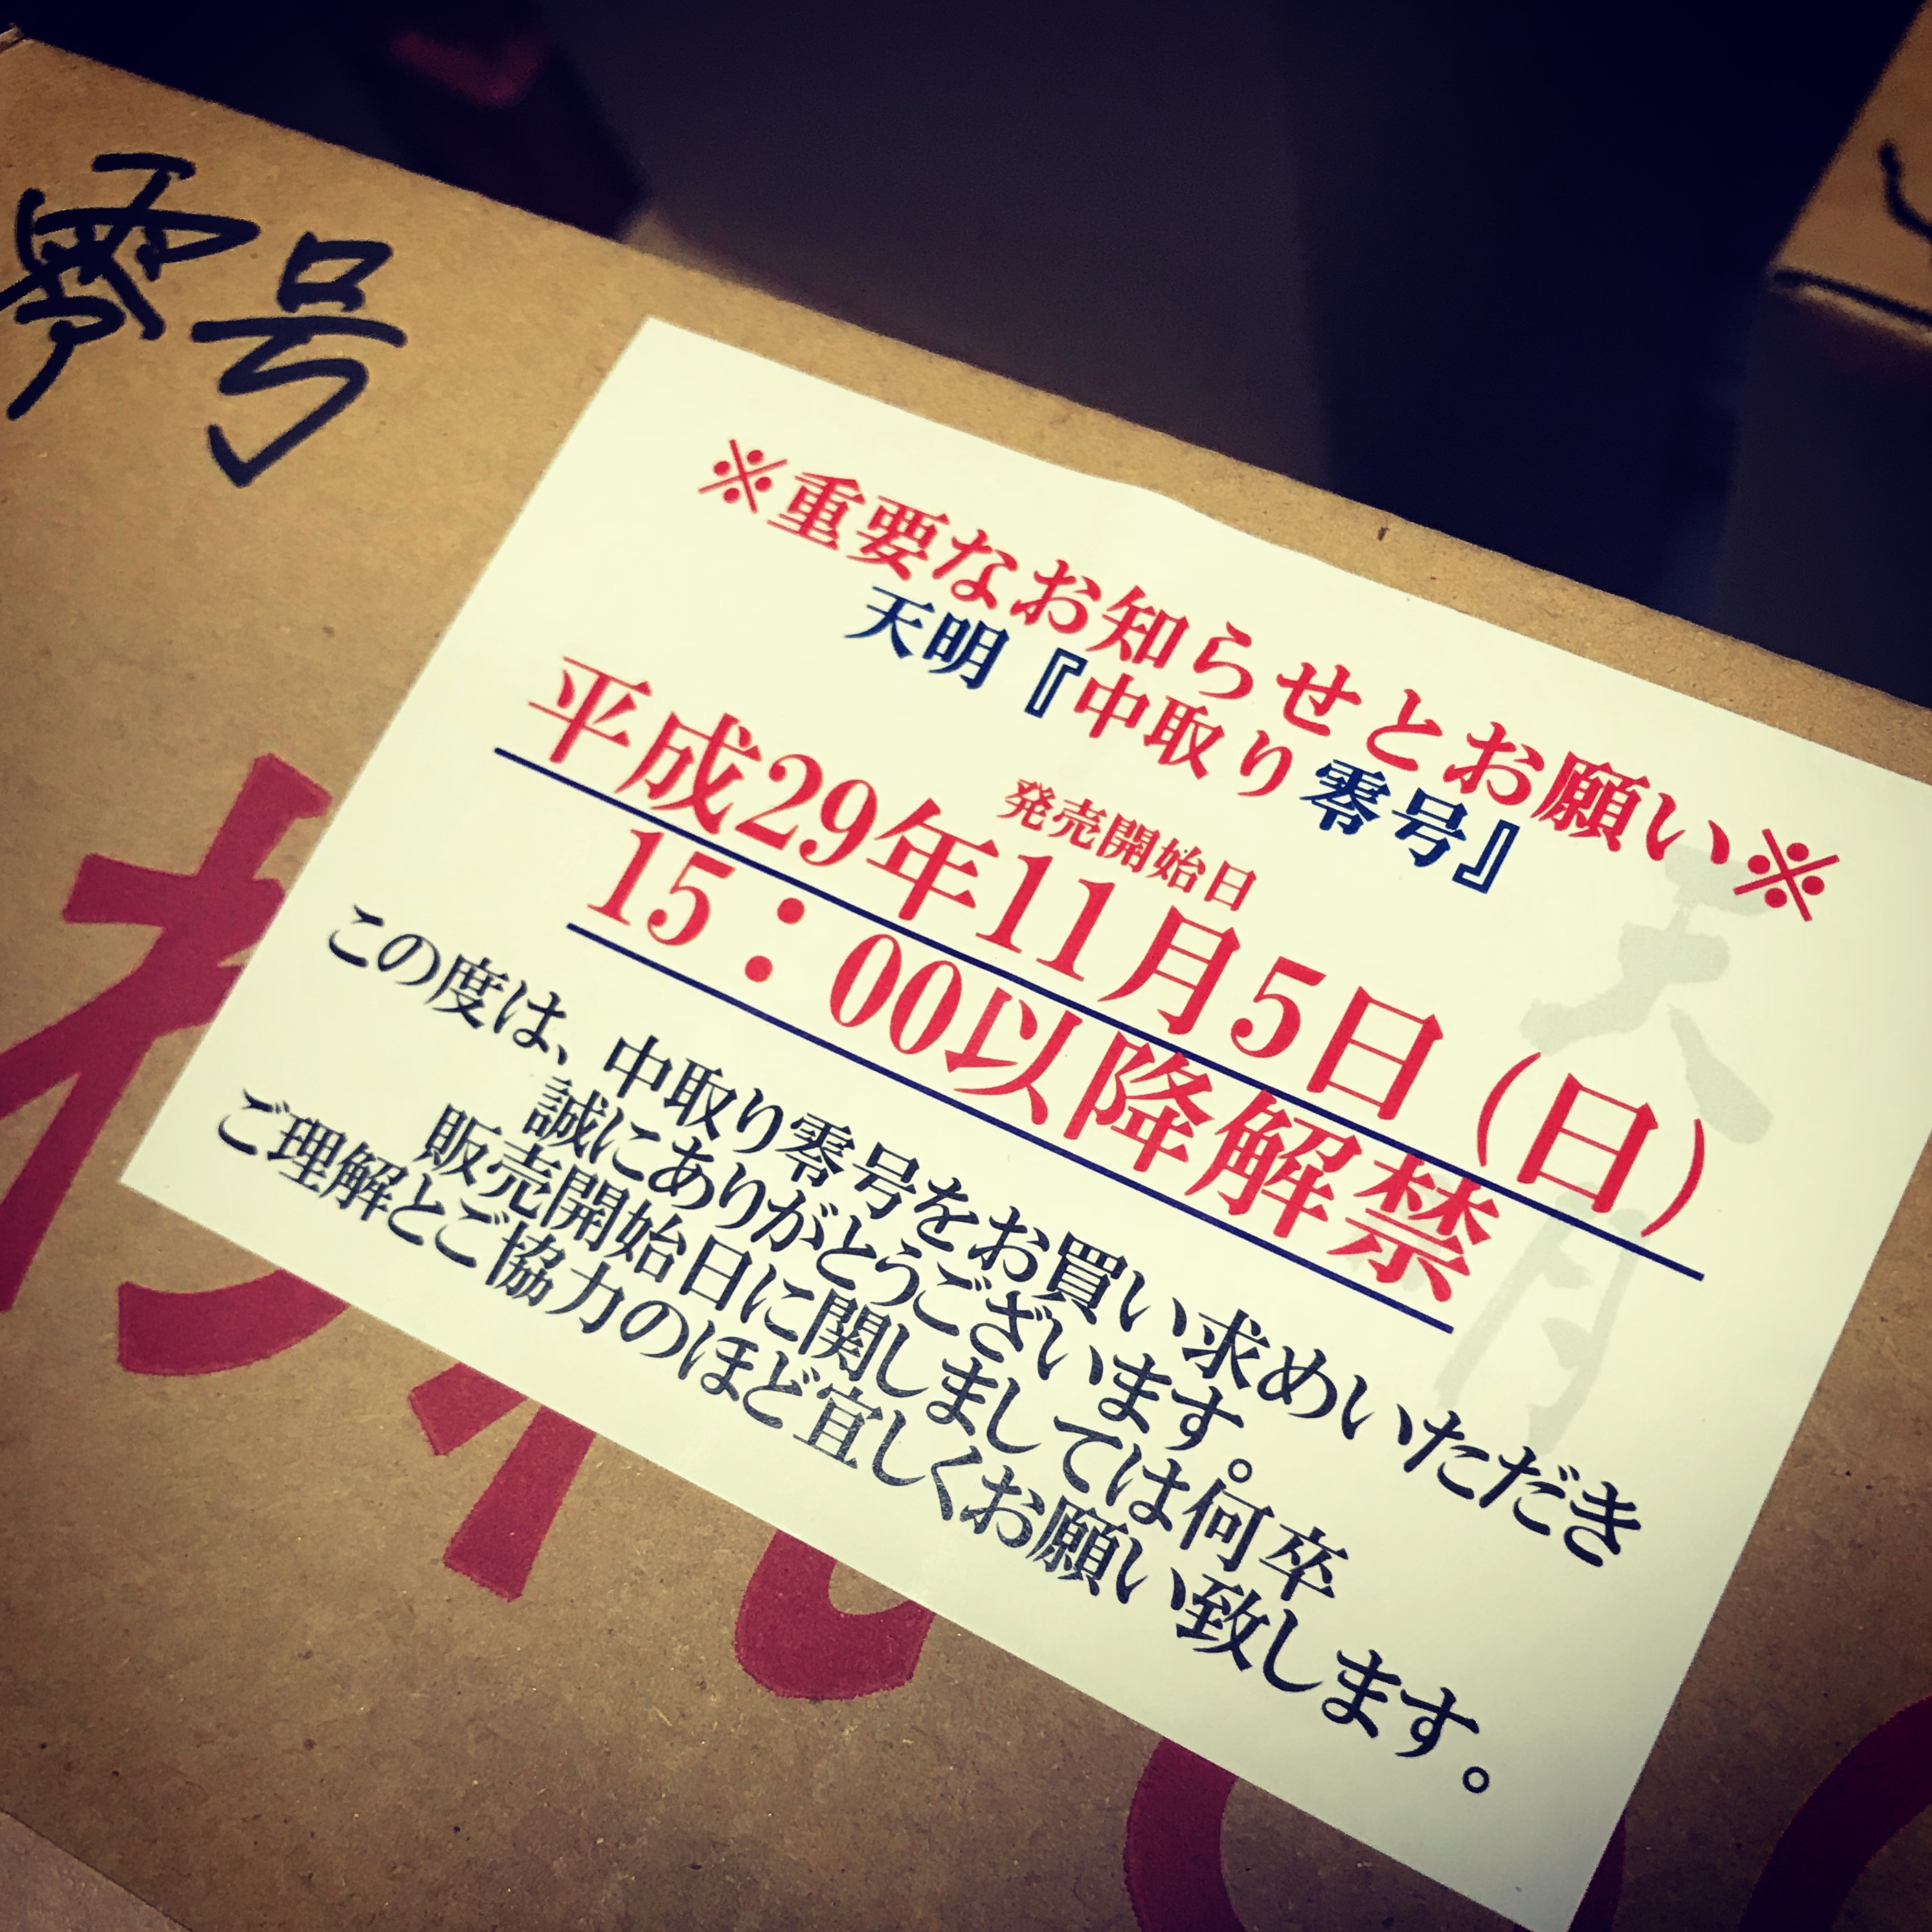 零号
※重要なお知らせとお願い※
天明『中取り零号』
発売開始日
平成29年11月5日(日)
15:00以降解禁
この度は、中取り零号をお買い求めいただき
誠にありがとうございます。
販売開始日に関しましては何卒
ご理解とご協力のほど宜しくお願い致します。